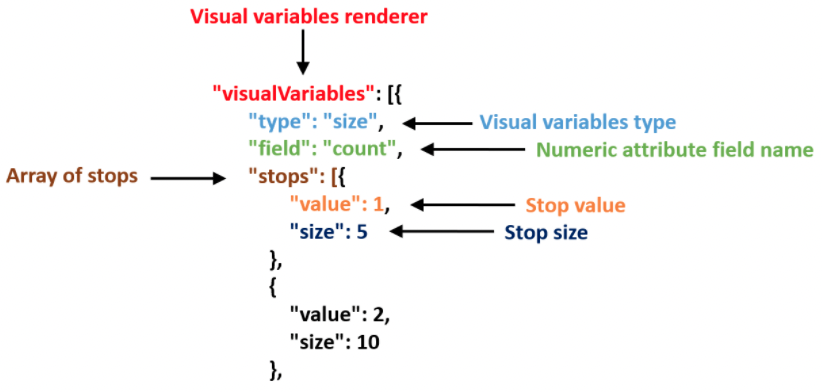 Visual variables renderer
"visualVariables": [{
"type": "size", Visual variables type
"field": "count", Numeric attribute field name
Array of stops "stops": [{
"value": 1, Stop value
"size": 5 Stop size
},
{
"value": 2,
"size": 10
},